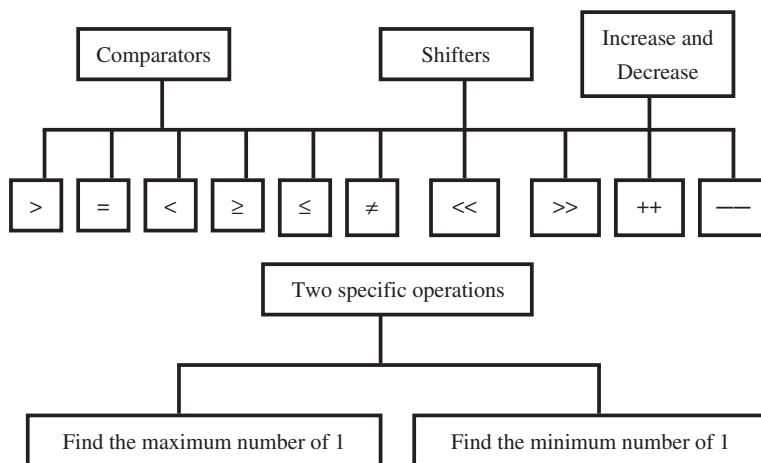 Comparators
Shifters
Increase and
Decrease
> = < ≥ ≤ ≠ << >> ++ ——
Two specific operations
Find the maximum number of 1
Find the minimum number of 1